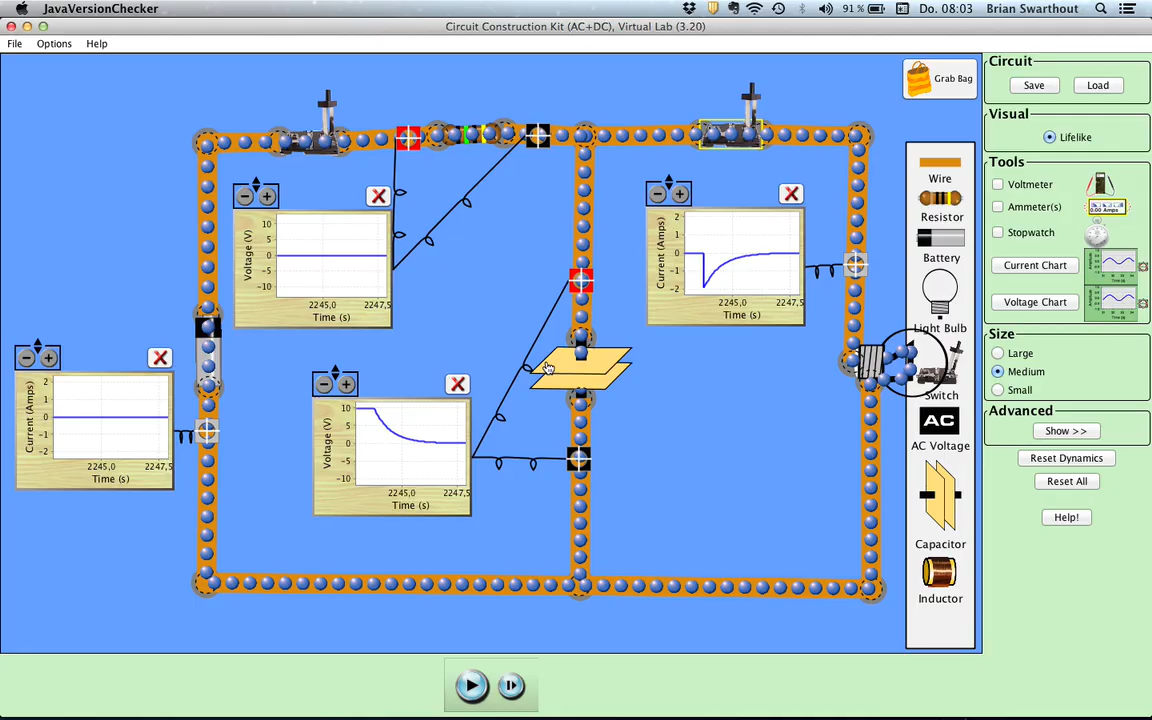 JavaVersionChecker
91 %
Do. 08:03
Brian Swarthout
Circuit Construction Kit (AC+DC), Virtual Lab (3.20)
File
Options
Help
Grab Bag
Circuit
Save
Load
Visual
Lifelike
Tools
Voltmeter
Ammeter(s)
0.00 Amps
Stopwatch
Current Chart
Voltage Chart
Size
Large
Medium
Small
Advanced
Show >>
Reset Dynamics
Reset All
Help!
Wire
Resistor
Battery
Light Bulb
Switch
AC
AC Voltage
Capacitor
Inductor
Voltage (V)
10
5
0
-5
-10
2245,0
2247,5
Time (s)
Current (Amps)
2
1
0
-1
-2
2245,0
2247,5
Time (s)
Current (Amps)
2
1
0
-1
-2
2245,0
2247,5
Time (s)
Voltage (V)
10
5
0
-5
-10
2245,0
2247,5
Time (s)